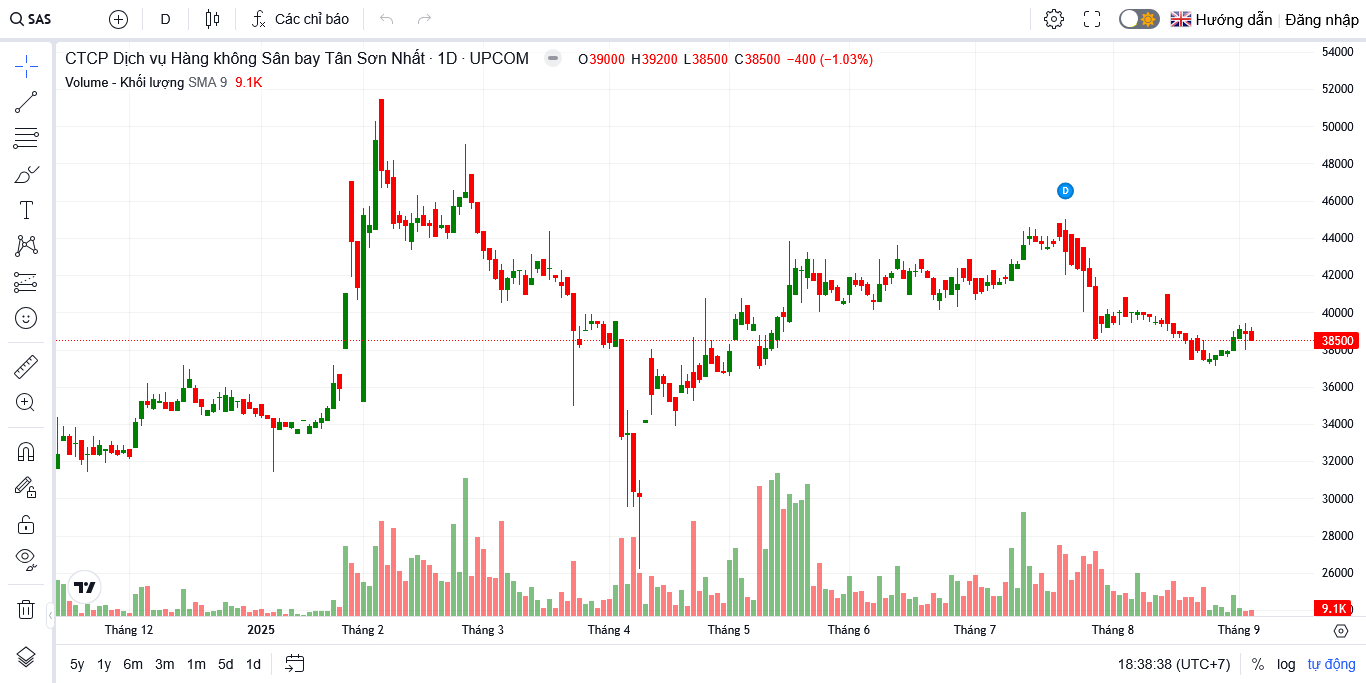 SAS D Các chỉ báo Hướng dẫn Đăng nhập
CTCP Dịch vụ Hàng không Sân bay Tân Sơn Nhất · 1D · UPCOM O39000 H39200 L38500 C38500 −400 (−1.03%)
Volume - Khối lượng SMA 9 9.1K
54000
52000
50000
48000
46000
D
44000
42000
40000
38500
38000
36000
34000
32000
30000
28000
26000
9.1K
Tháng 12 2025 Tháng 2 Tháng 3 Tháng 4 Tháng 5 Tháng 6 Tháng 7 Tháng 8 Tháng 9
5y 1y 6m 3m 1m 5d 1d 18:38:38 (UTC+7) % log tự động